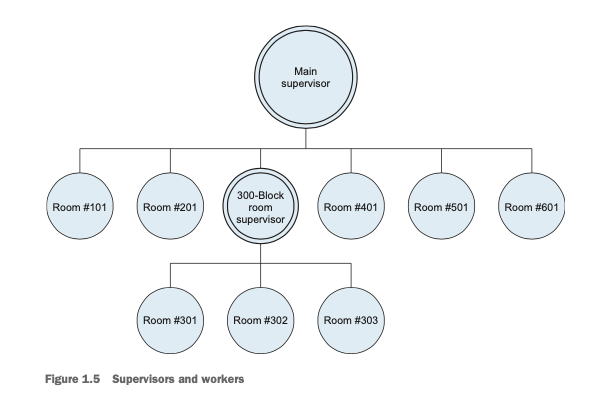 Main
supervisor
Room #101
Room #201
300-Block
room
supervisor
Room #401
Room #501
Room #601
Room #301
Room #302
Room #303
Figure 1.5 Supervisors and workers